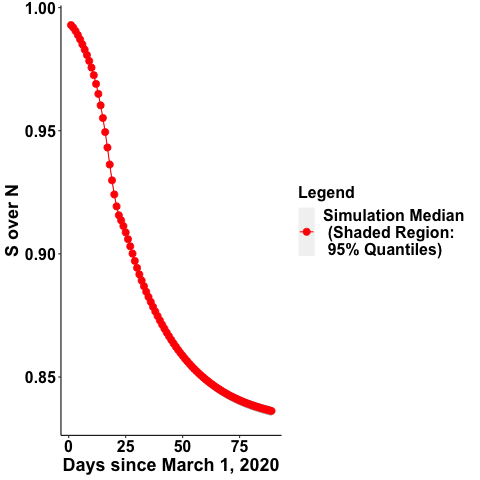 1.00
0.95
0.90
0.85
S over N
0
25
50
75
Days since March 1, 2020
Legend
Simulation Median
(Shaded Region:
95% Quantiles)